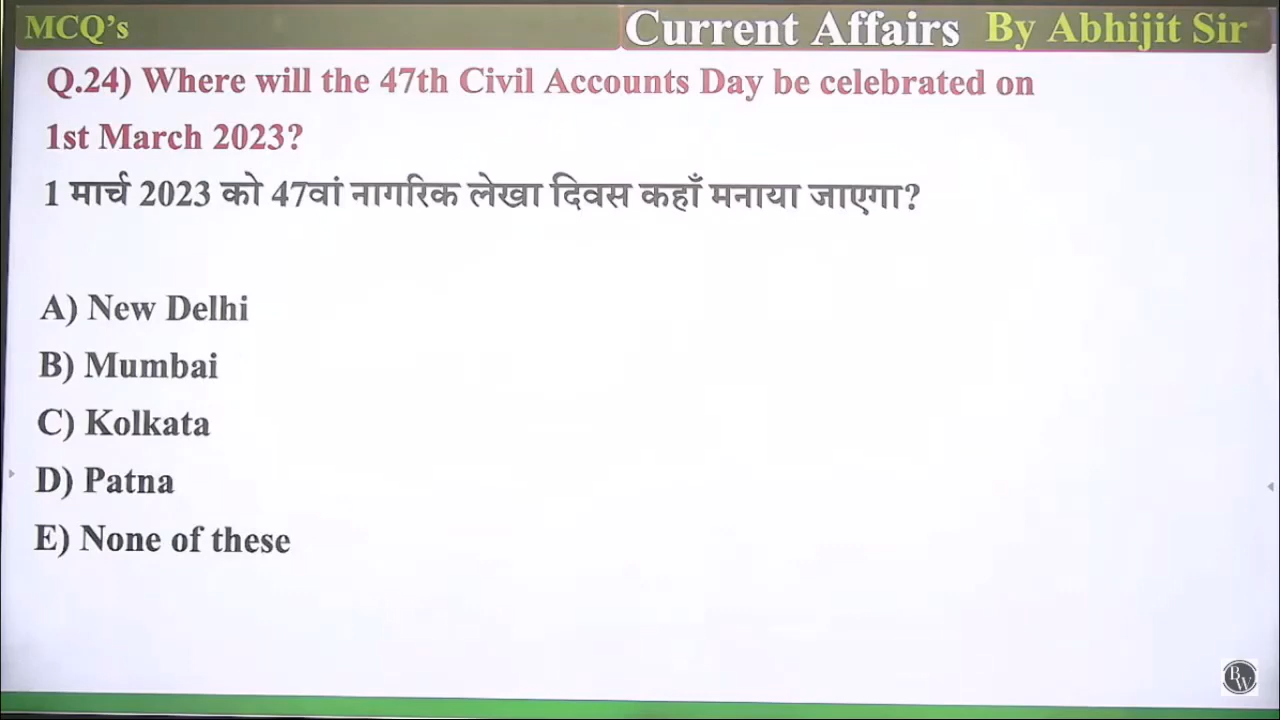 MCQ's
Current Affairs By Abhijit Sir
Q.24) Where will the 47th Civil Accounts Day be celebrated on
1st March 2023?
1 मार्च 2023 को 47वां नागरिक लेखा दिवस कहाँ मनाया जाएगा?
A) New Delhi
B) Mumbai
C) Kolkata
D) Patna
E) None of these
PW